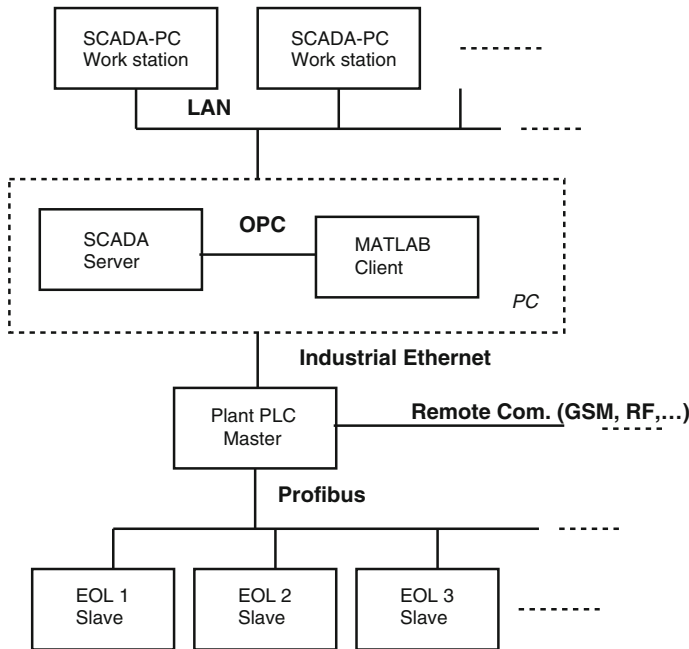 SCADA-PC
Work station
SCADA-PC
Work station
LAN
SCADA
Server
OPC
MATLAB
Client
PC
Industrial Ethernet
Plant PLC
Master
Remote Com. (GSM, RF,...)
Profibus
EOL 1
Slave
EOL 2
Slave
EOL 3
Slave